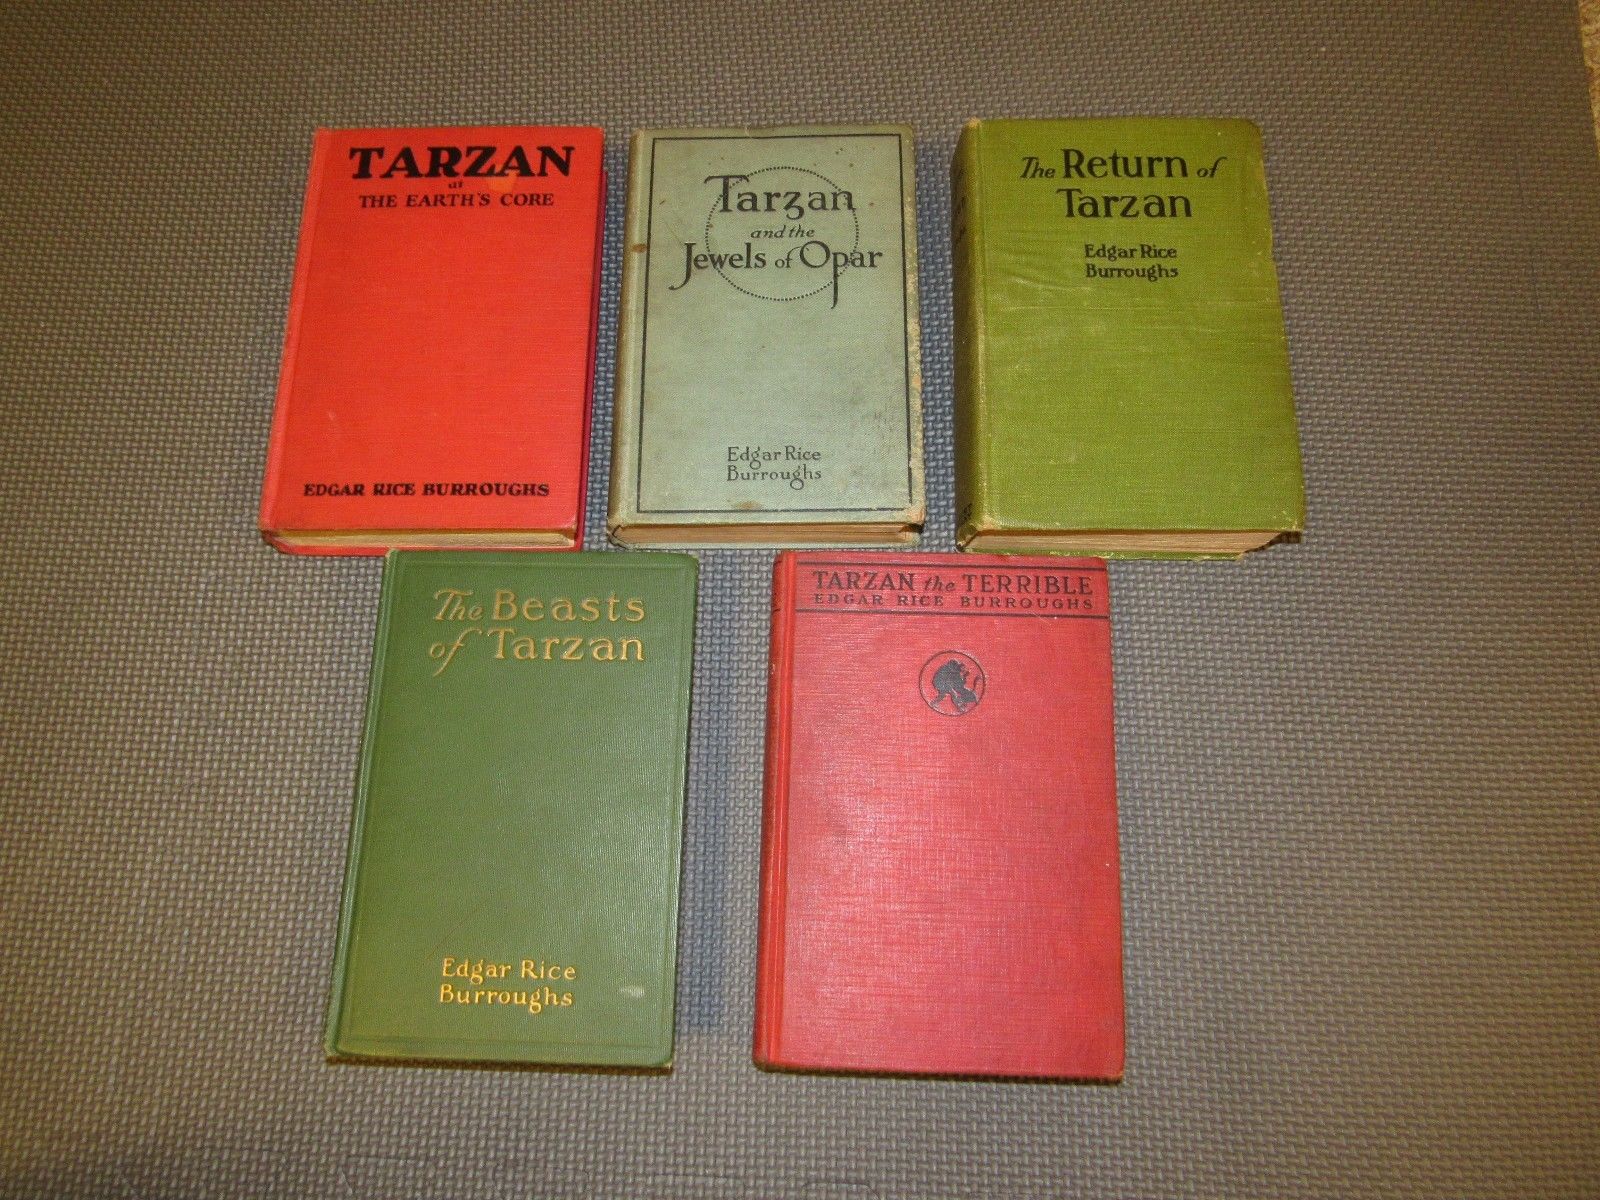 TARZAN
at
THE EARTH'S CORE
EDGAR RICE BURROUGHS
Tarzan
and the
Jewels of Opar
Edgar Rice
Burroughs
The Return of
Tarzan
Edgar Rice
Burroughs
The Beasts
of Tarzan
Edgar Rice
Burroughs
TARZAN the TERRIBLE
EDGAR RICE BURROUGHS